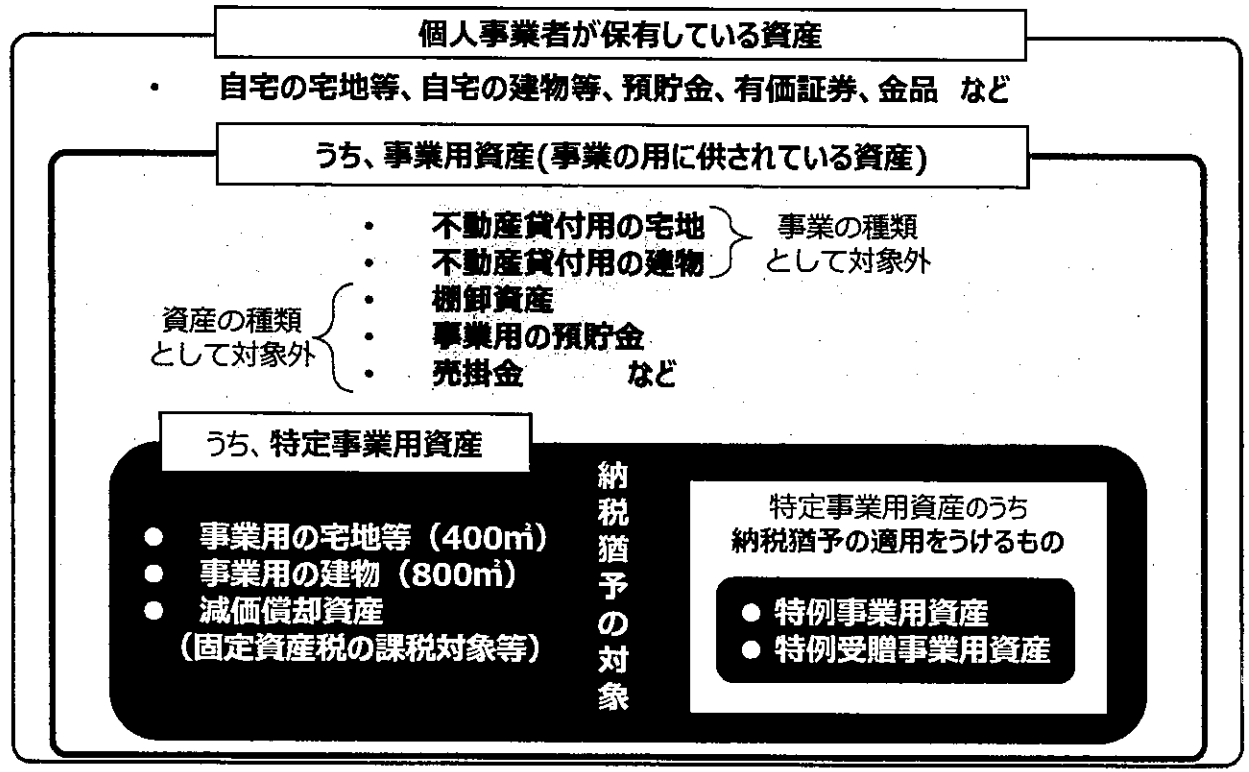 個人事業者が保有している資産
・ 自宅の宅地等、自宅の建物等、預貯金、有価証券、金品 など
うち、事業用資産(事業の用に供されている資産)
・ 不動産貸付用の宅地
・ 不動産貸付用の建物
事業の種類
として対象外
・ 棚卸資産
・ 事業用の預貯金
・ 売掛金 など
資産の種類
として対象外
うち、特定事業用資産
● 事業用の宅地等（400㎡）
● 事業用の建物（800㎡）
● 減価償却資産
（固定資産税の課税対象等）
納税猶予の対象
特定事業用資産のうち
納税猶予の適用をうけるもの
● 特例事業用資産
● 特例受贈事業用資産